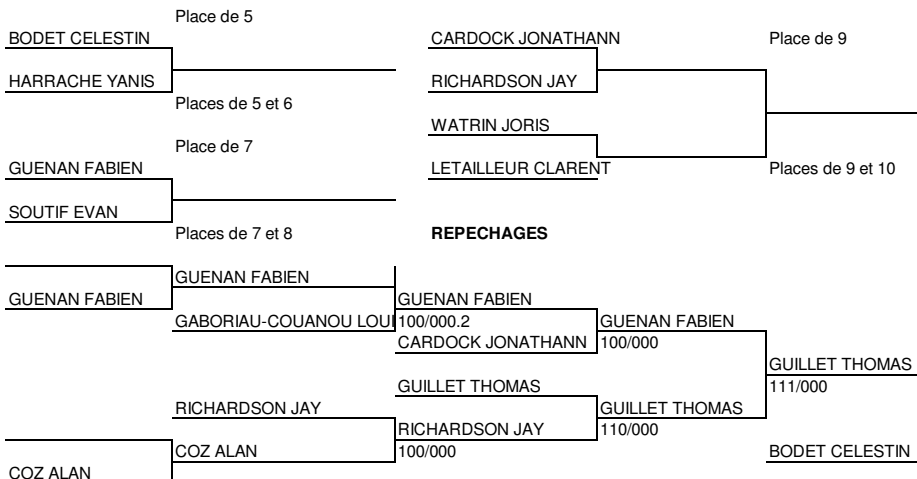 Place de 5
BODET CELESTIN
HARRACHE YANIS
Places de 5 et 6
Place de 7
GUENAN FABIEN
SOUTIF EVAN
Places de 7 et 8
CARDOCK JONATHANN
RICHARDSON JAY
WATRIN JORIS
LETAILLEUR CLARENT
Place de 9
Places de 9 et 10
REPECHAGES
GUENAN FABIEN
GUENAN FABIEN
GABORIAU-COUANOU LOUI
GUENAN FABIEN
100/000.2
CARDOCK JONATHANN
GUENAN FABIEN
100/000
GUILLET THOMAS
111/000
GUILLET THOMAS
RICHARDSON JAY
GUILLET THOMAS
110/000
RICHARDSON JAY
100/000
COZ ALAN
COZ ALAN
BODET CELESTIN